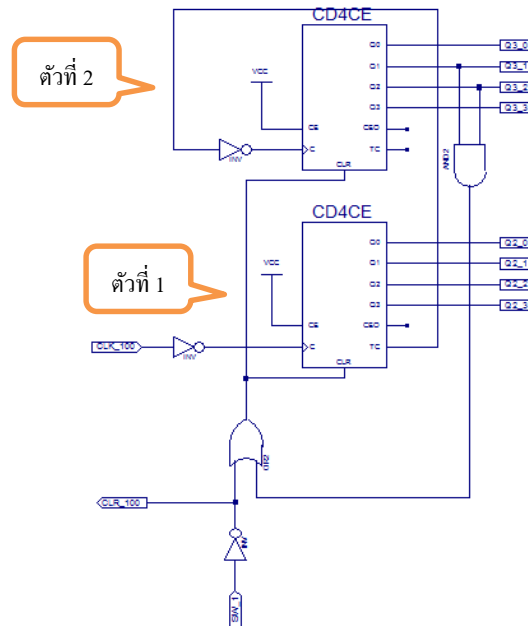 CD4CE
ตัวที่ 2
VCC
Q0
Q1
Q2
Q3
CE
CEO
C
TC
CLR
INV
Q3_0
Q3_1
Q3_2
Q3_3
AND2
CD4CE
ตัวที่ 1
VCC
Q0
Q1
Q2
Q3
CE
CEO
C
TC
CLR
CLK_100
INV
Q2_0
Q2_1
Q2_2
Q2_3
OR2
CLR_100
INV
SW_1